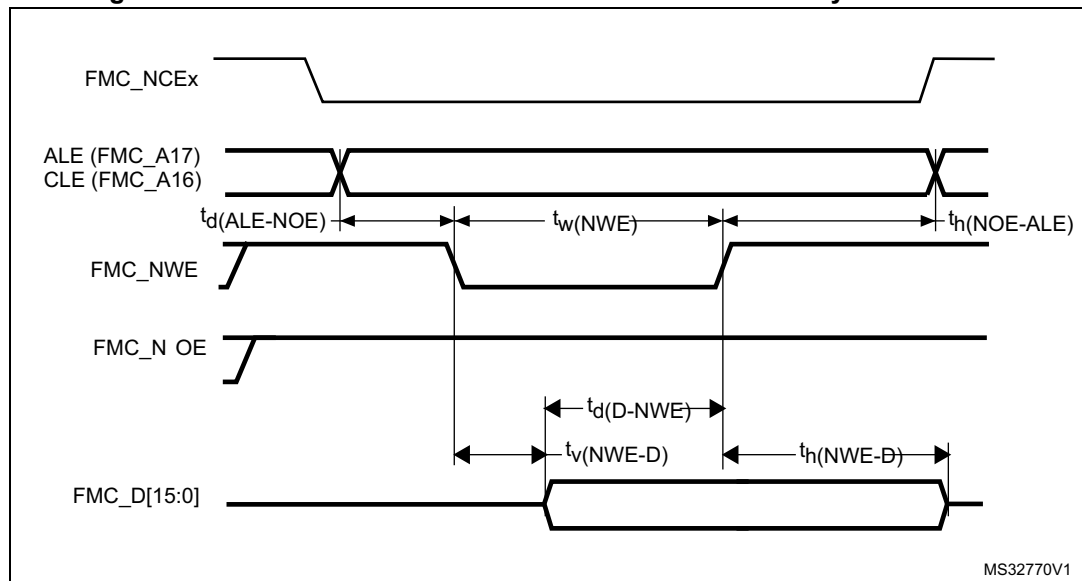 FMC_NCEx
ALE (FMC_A17)
CLE (FMC_A16)
td(ALE-NOE)
tw(NWE)
th(NOE-ALE)
FMC_NWE
FMC_N OE
td(D-NWE)
tv(NWE-D)
th(NWE-D)
FMC_D[15:0]
MS32770V1